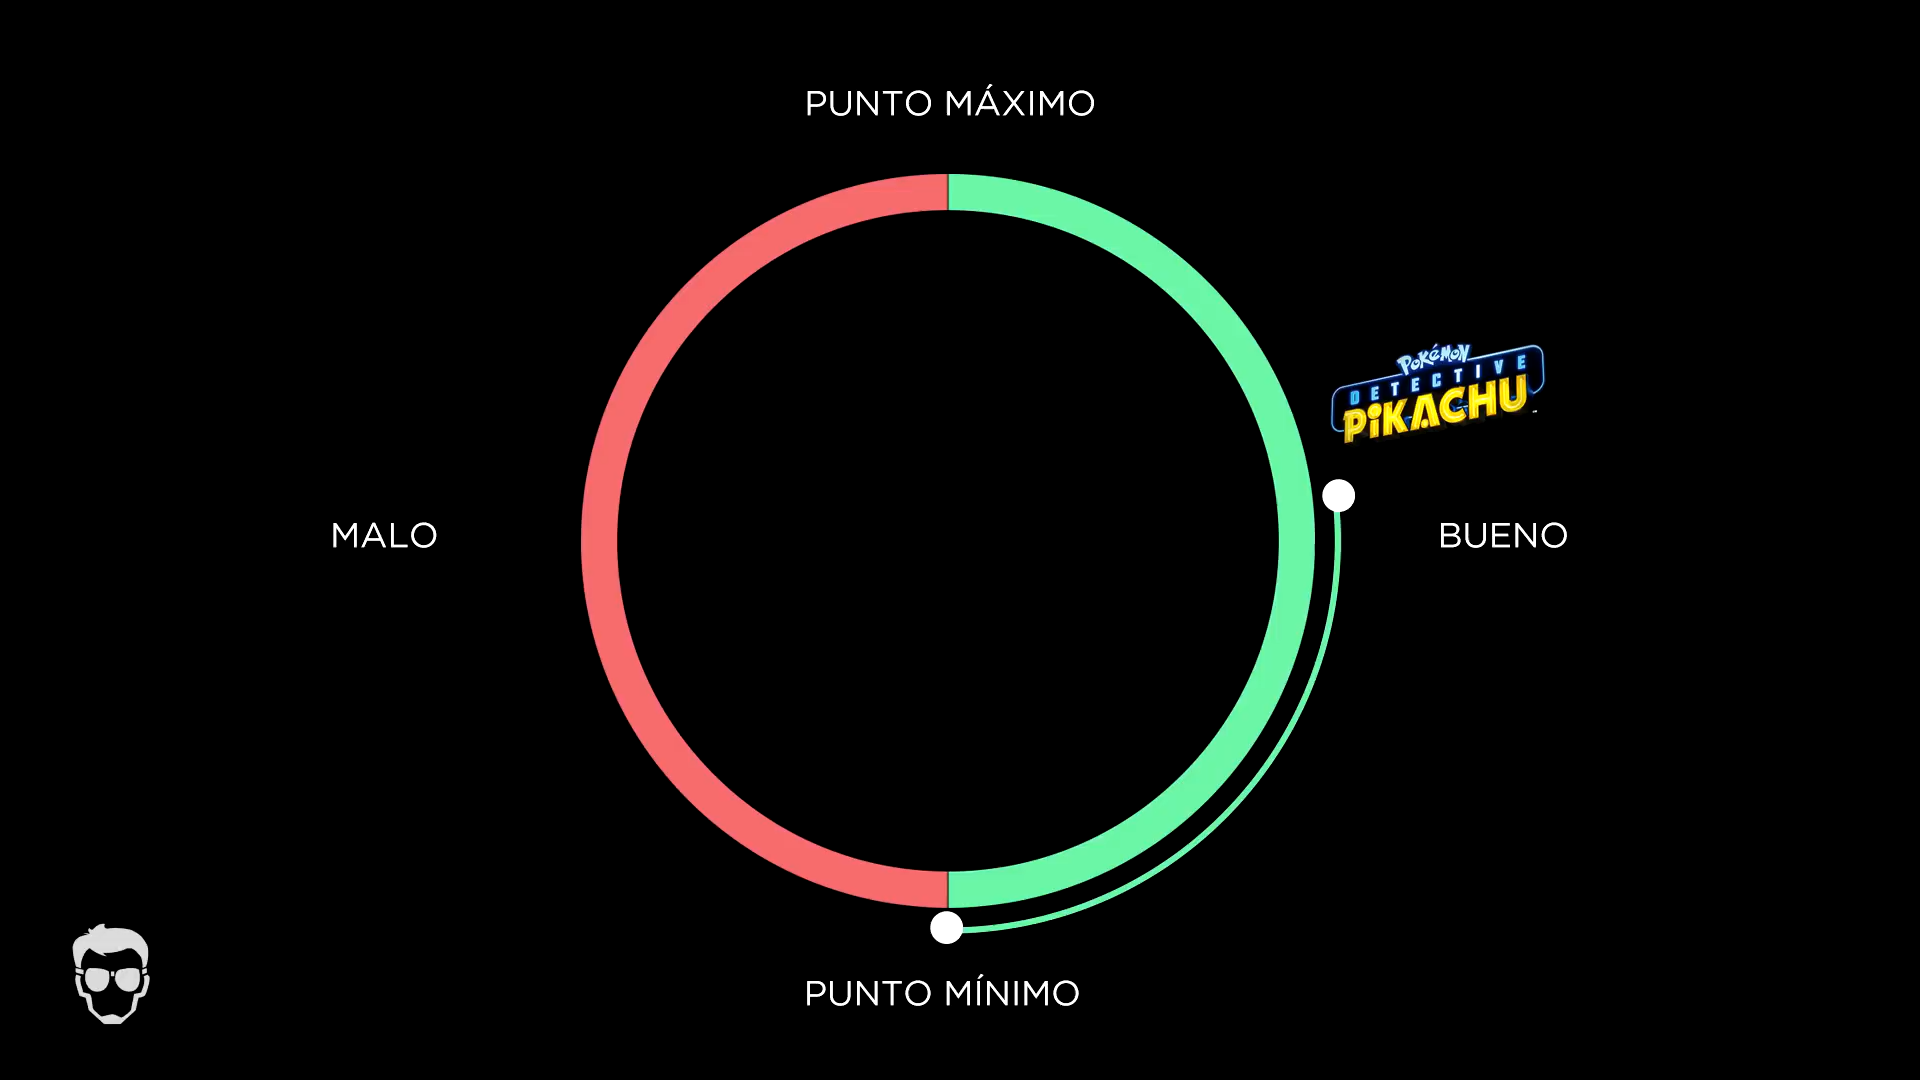 PUNTO MÁXIMO
POKÉMON
DETECTIVE
PIKACHU
MALO
BUENO
PUNTO MÍNIMO